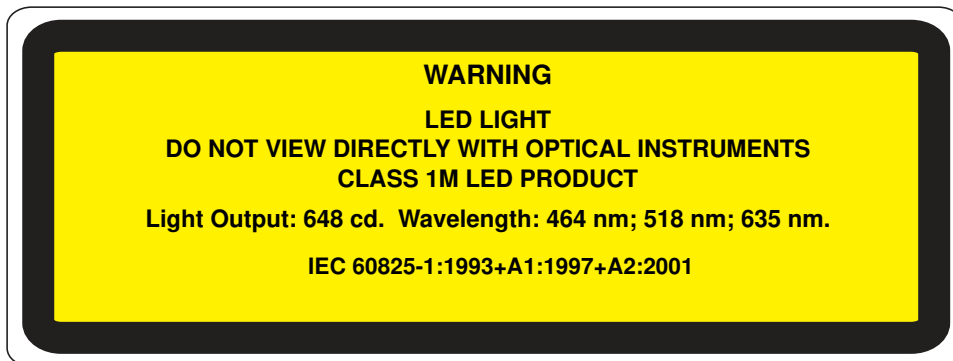 WARNING
LED LIGHT
DO NOT VIEW DIRECTLY WITH OPTICAL INSTRUMENTS
CLASS 1M LED PRODUCT
Light Output: 648 cd.  Wavelength: 464 nm; 518 nm; 635 nm.
IEC 60825-1:1993+A1:1997+A2:2001